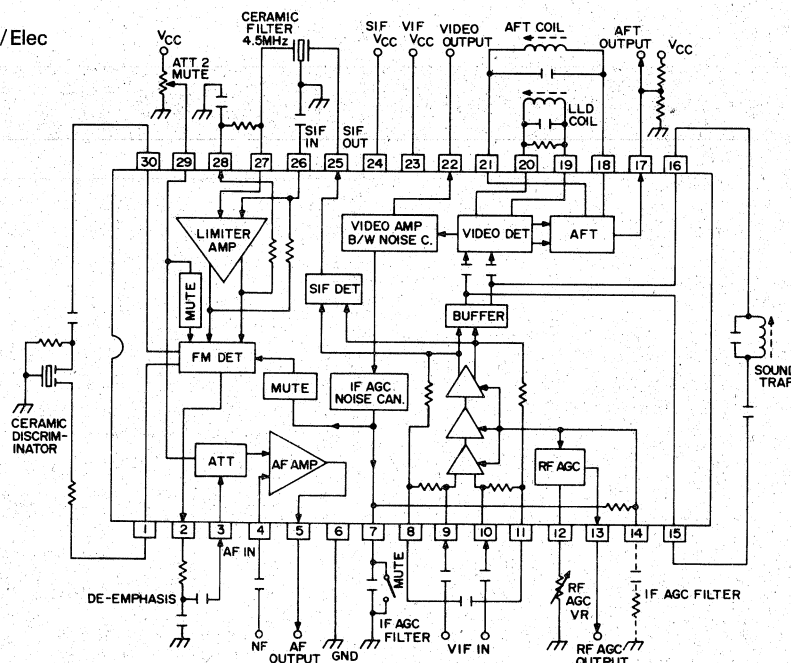 /Elec
VCC
ATT 2
MUTE
CERAMIC
FILTER
4.5MHz
SIF
IN
SIF
OUT
SIF
VCC
VIF
VCC
VIDEO
OUTPUT
AFT COIL
LLD
COIL
AFT
OUTPUT
VCC
30
29
28
27
26
25
24
23
22
21
20
19
18
17
16
LIMITER
AMP
MUTE
FM DET
MUTE
SIF DET
VIDEO AMP
B/W NOISE C.
VIDEO DET
AFT
BUFFER
IF AGC
NOISE CAN.
ATT
AF AMP
RF AGC
CERAMIC
DISCRIM-
INATOR
SOUND
TRAP
1
2
3
4
5
6
7
8
9
10
11
12
13
14
15
AF IN
DE-EMPHASIS
NF
AF
OUTPUT
GND
MUTE
IF AGC
FILTER
VIF IN
RF
AGC
VR
RF AGC
OUTPUT
IF AGC FILTER